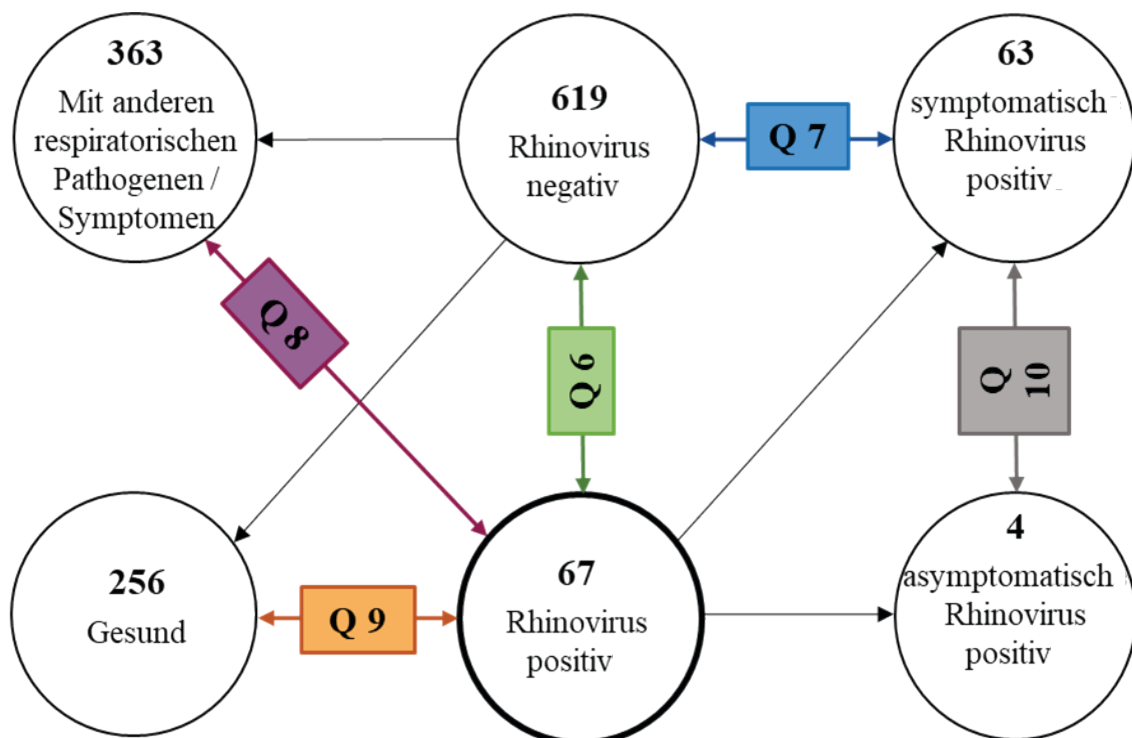 363
Mit anderen
respiratorischen
Pathogenen /
Symptomen
619
Rhinovirus
negativ
Q 7
63
symptomatisch
Rhinovirus
positiv
Q 8
Q 6
Q
10
256
Gesund
Q 9
67
Rhinovirus
positiv
4
asymptomatisch
Rhinovirus
positiv